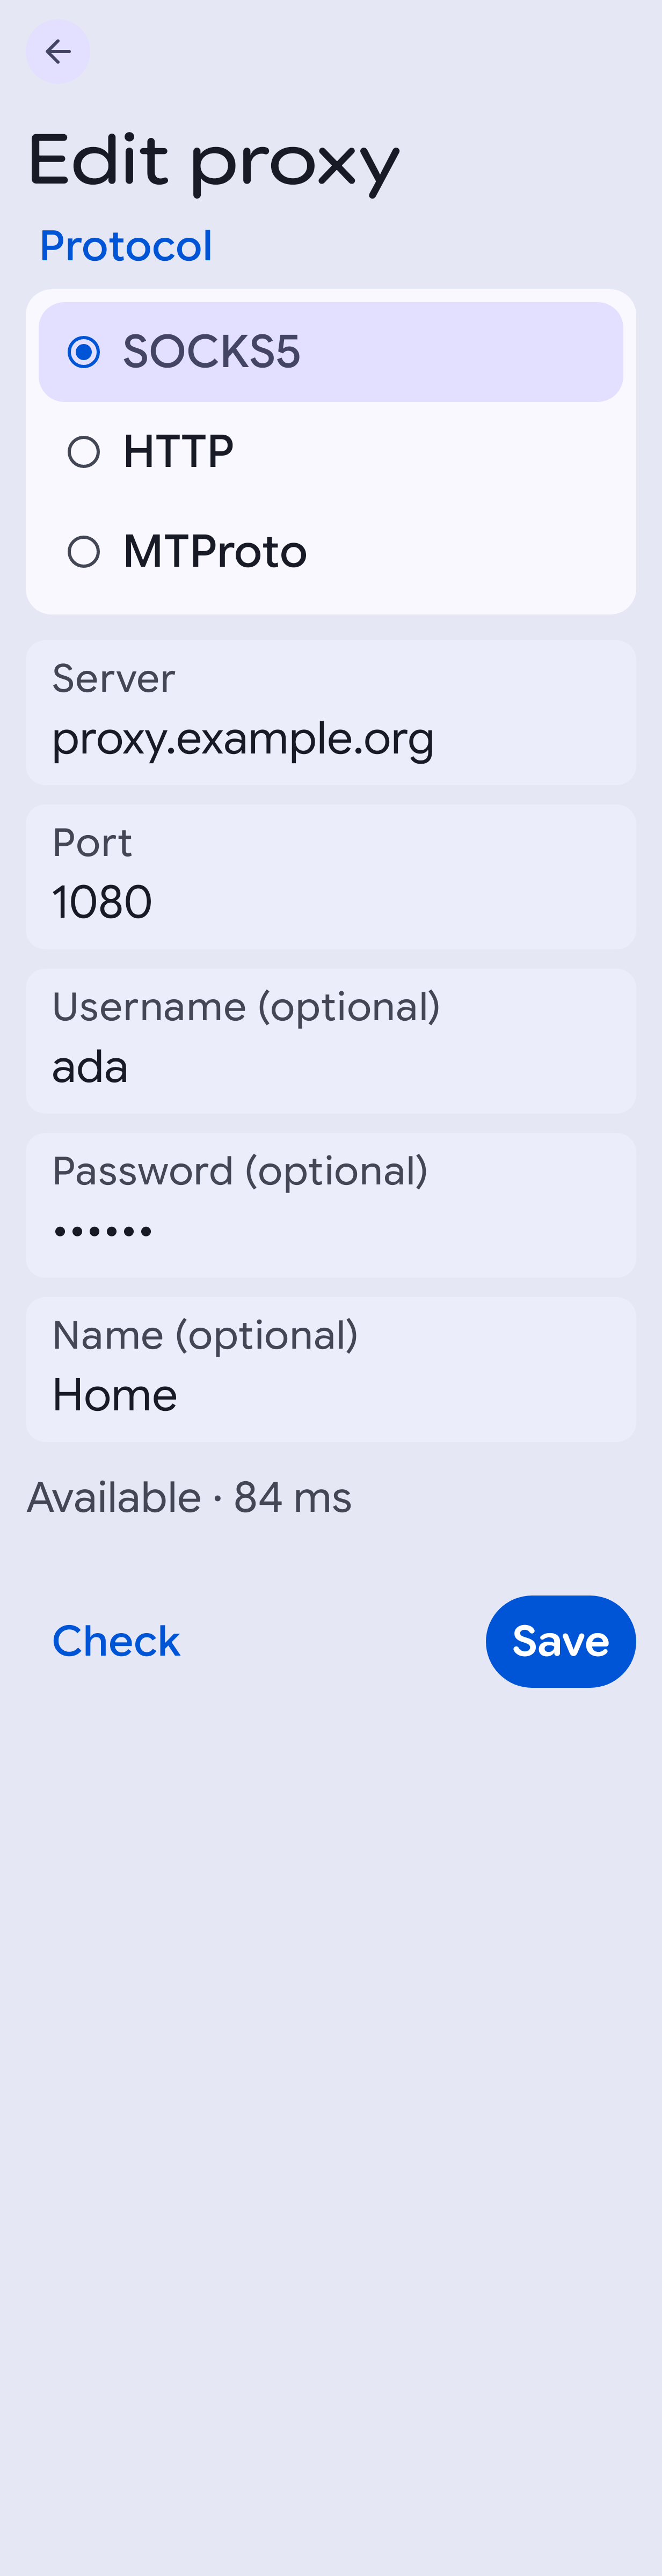 Edit proxy
Protocol
SOCKS5
HTTP
MTProto
Server
proxy.example.org
Port
1080
Username (optional)
ada
Password (optional)
••••••
Name (optional)
Home
Available · 84 ms
Check
Save